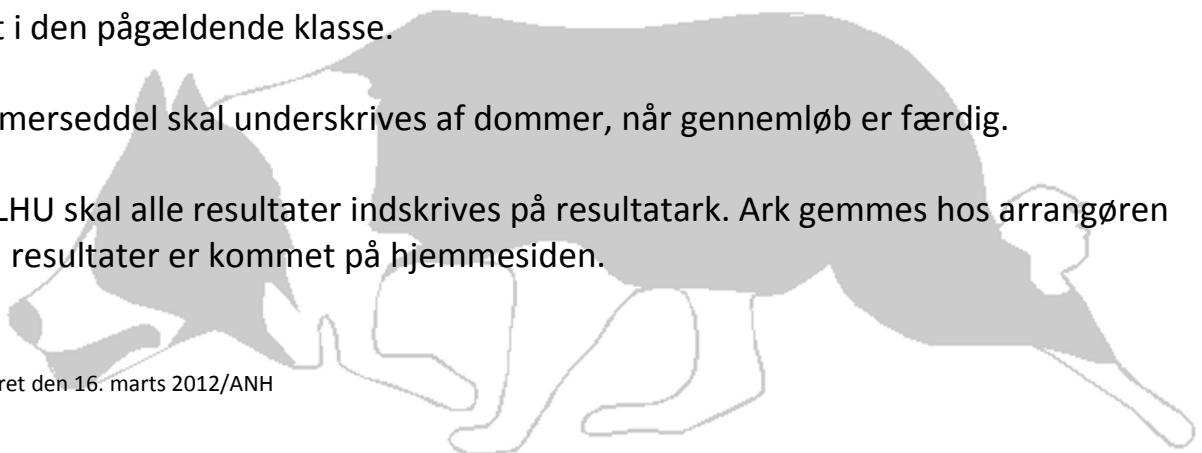 t i den pågældende klasse.
merseddel skal underskrives af dommer, når gennemløb er færdig.
LHU skal alle resultater indskrives på resultatark. Ark gemmes hos arrangøren
resultater er kommet på hjemmesiden.
ret den 16. marts 2012/ANH